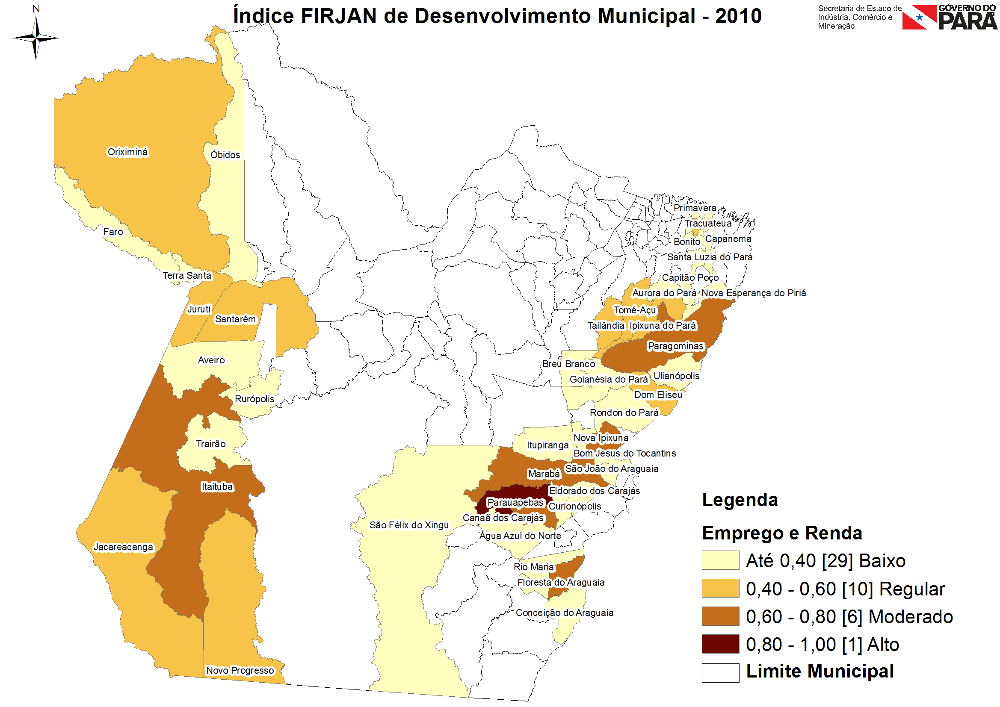 N
Índice FIRJAN de Desenvolvimento Municipal - 2010
Secretaria de Estado de
Indústria, Comércio e
Mineração
GOVERNO DO
PARÁ
Oriximiná
Óbidos
Primavera
Tracuateua
Faro
Bonito
Capanema
Santa Luzia do Pará
Terra Santa
Capitão Poço
Aurora do Pará
Nova Esperança do Piriá
Juruti
Tomé-Açu
Santarém
Tailândia
Ipixuna do Pará
Paragominas
Aveiro
Breu Branco
Ulianópolis
Goianésia do Pará
Dom Eliseu
Rurópolis
Rondon do Pará
Nova Ipixuna
Trairão
Itupiranga
Bom Jesus do Tocantins
São João do Araguaia
Marabá
Itaituba
Eldorado dos Carajás
Parauapebas
Curionópolis
Canaã dos Carajás
São Félix do Xingu
Água Azul do Norte
Jacareacanga
Rio Maria
Floresta do Araguaia
Conceição do Araguaia
Novo Progresso
Legenda
Emprego e Renda
Até 0,40 [29] Baixo
0,40 - 0,60 [10] Regular
0,60 - 0,80 [6] Moderado
0,80 - 1,00 [1] Alto
Limite Municipal